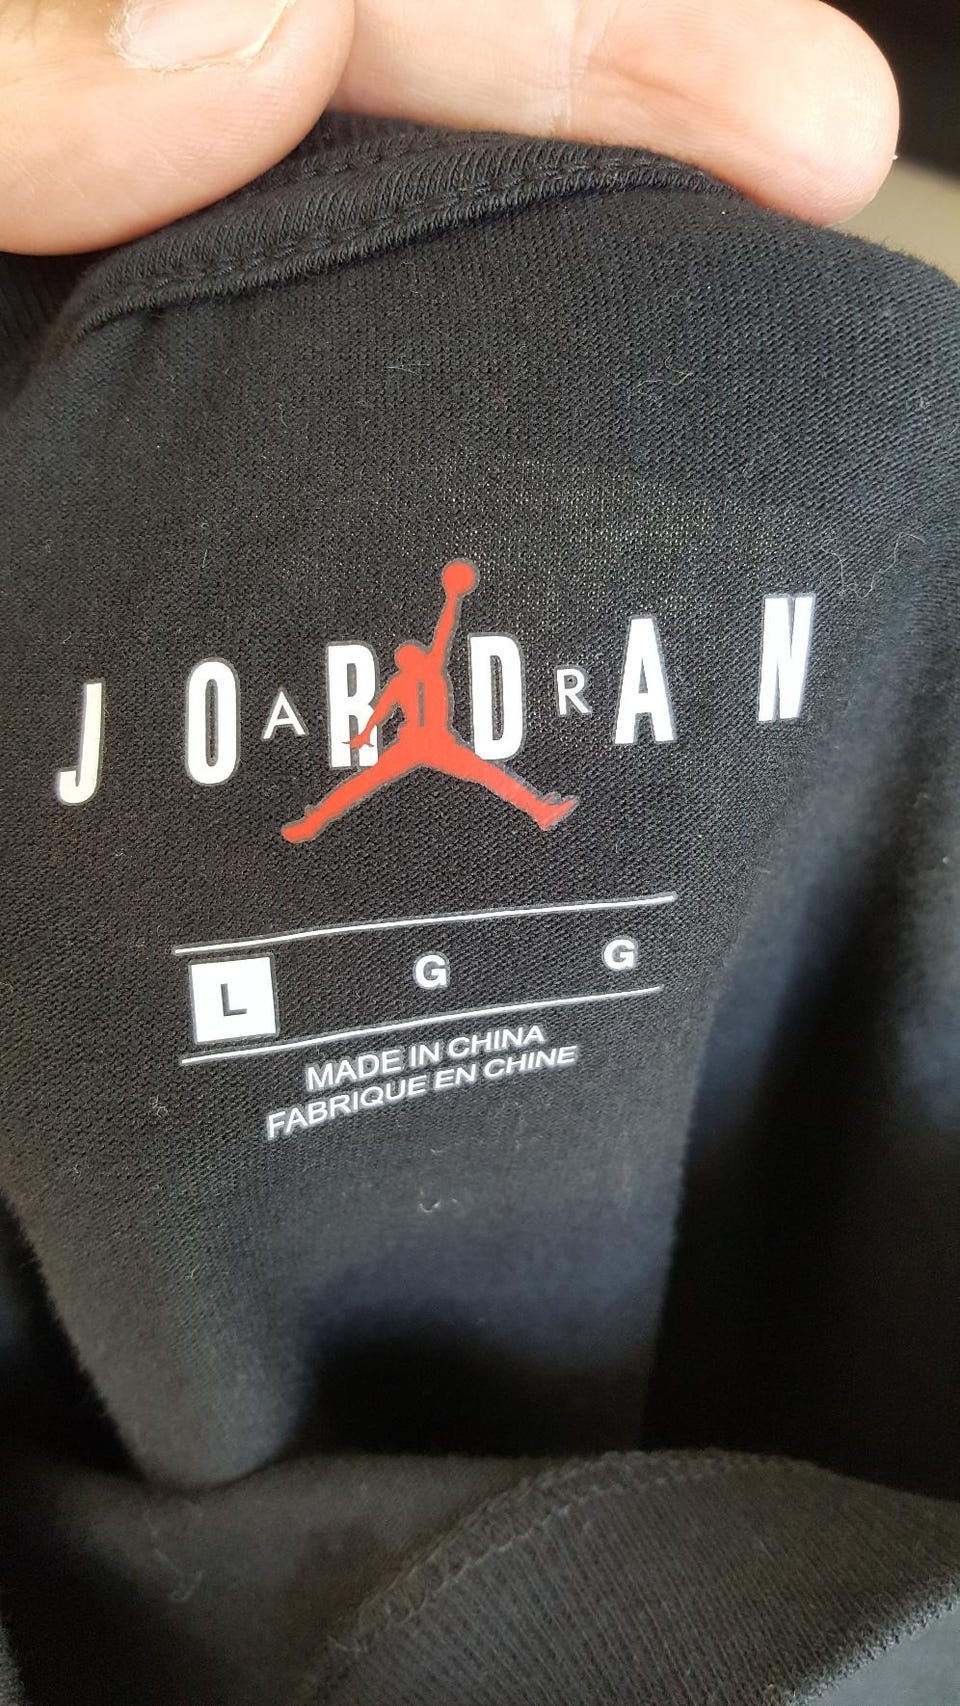 JORDAN
AIR
L G G
MADE IN CHINA
FABRIQUE EN CHINE